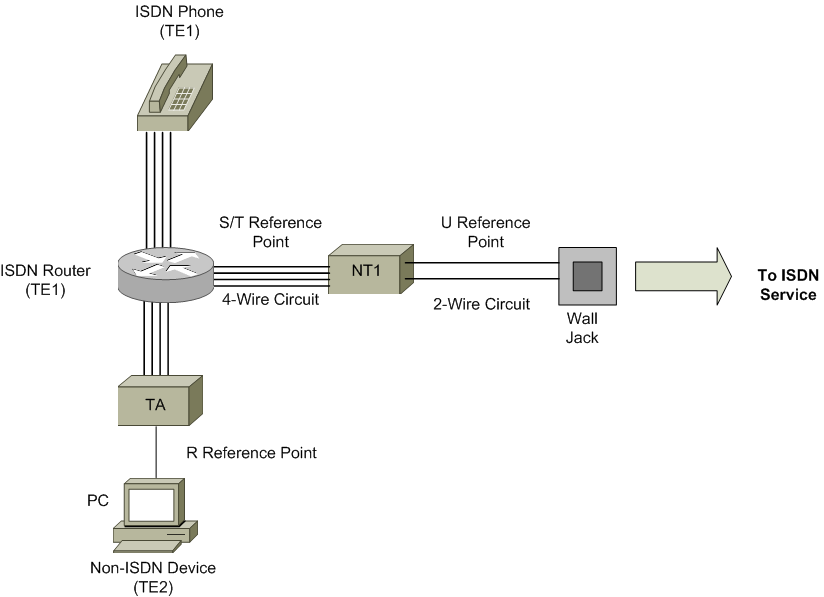 ISDN Phone
(TE1)
S/T Reference
Point
U Reference
Point
ISDN Router
(TE1)
NT1
4-Wire Circuit
2-Wire Circuit
Wall
Jack
To ISDN
Service
TA
R Reference Point
PC
Non-ISDN Device
(TE2)